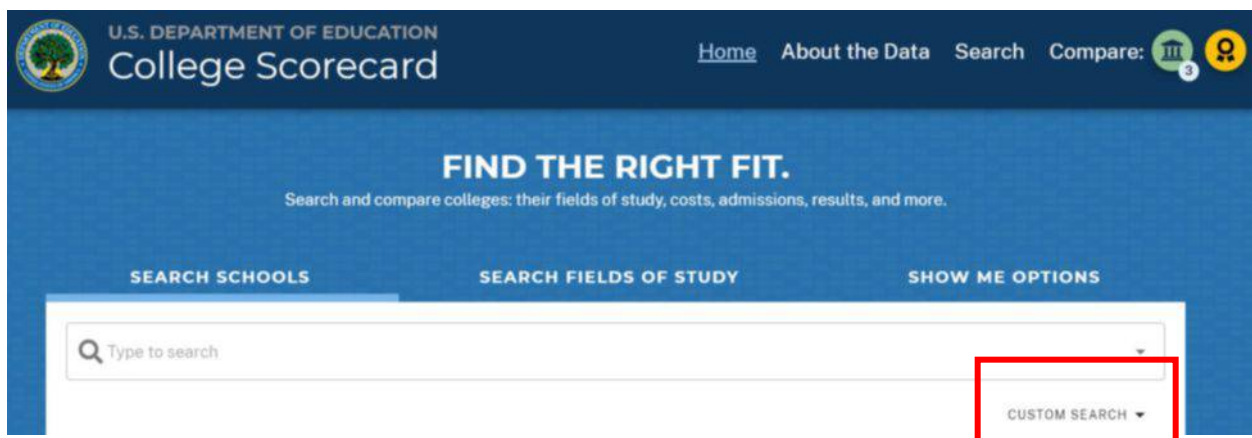 U.S. DEPARTMENT OF EDUCATION
College Scorecard
Home About the Data Search Compare: 3
FIND THE RIGHT FIT.
Search and compare colleges: their fields of study, costs, admissions, results, and more.
SEARCH SCHOOLS SEARCH FIELDS OF STUDY SHOW ME OPTIONS
Type to search
CUSTOM SEARCH